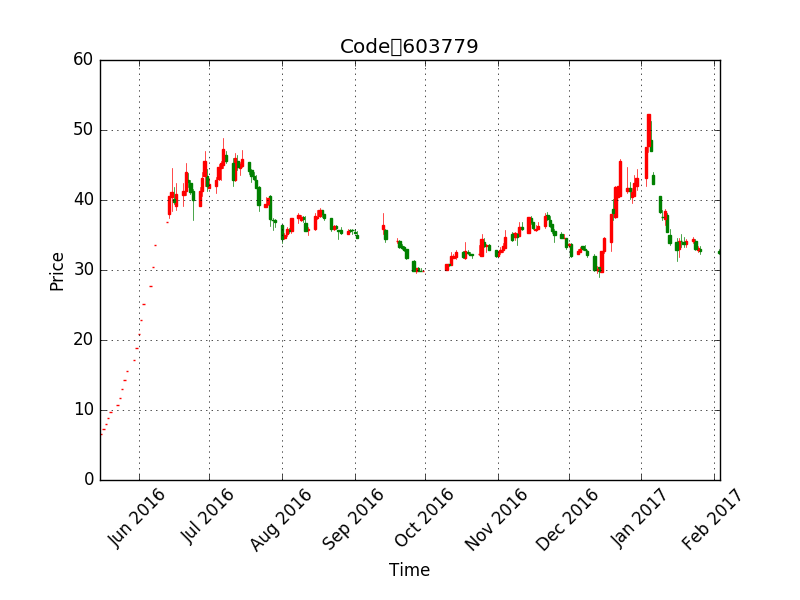 Code▯603779
Price
60
50
40
30
20
10
0
Jun 2016
Jul 2016
Aug 2016
Sep 2016
Oct 2016
Nov 2016
Dec 2016
Jan 2017
Feb 2017
Time